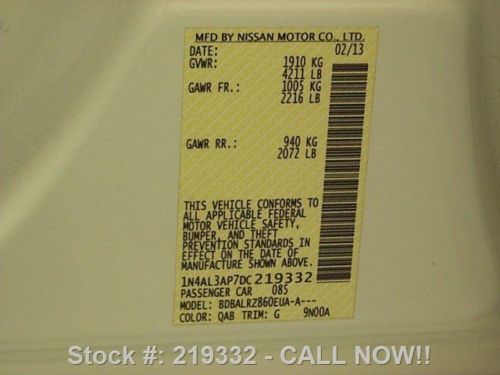 MFD BY NISSAN MOTOR CO., LTD.
DATE: 02/13
GVWR: 1910 KG
4211 LB
GAWR FR.: 1005 KG
2216 LB
GAWR RR.: 940 KG
2072 LB
THIS VEHICLE CONFORMS TO
ALL APPLICABLE FEDERAL
MOTOR VEHICLE SAFETY,
BUMPER, AND THEFT
PREVENTION STANDARDS IN
EFFECT ON THE DATE OF
MANUFACTURE SHOWN ABOVE.
1N4AL3AP7DC219332
PASSENGER CAR 085
MODEL: BDBALRZ860EUA-A---
COLOR: QAB TRIM: G 9N00A
Stock #: 219332 - CALL NOW!!